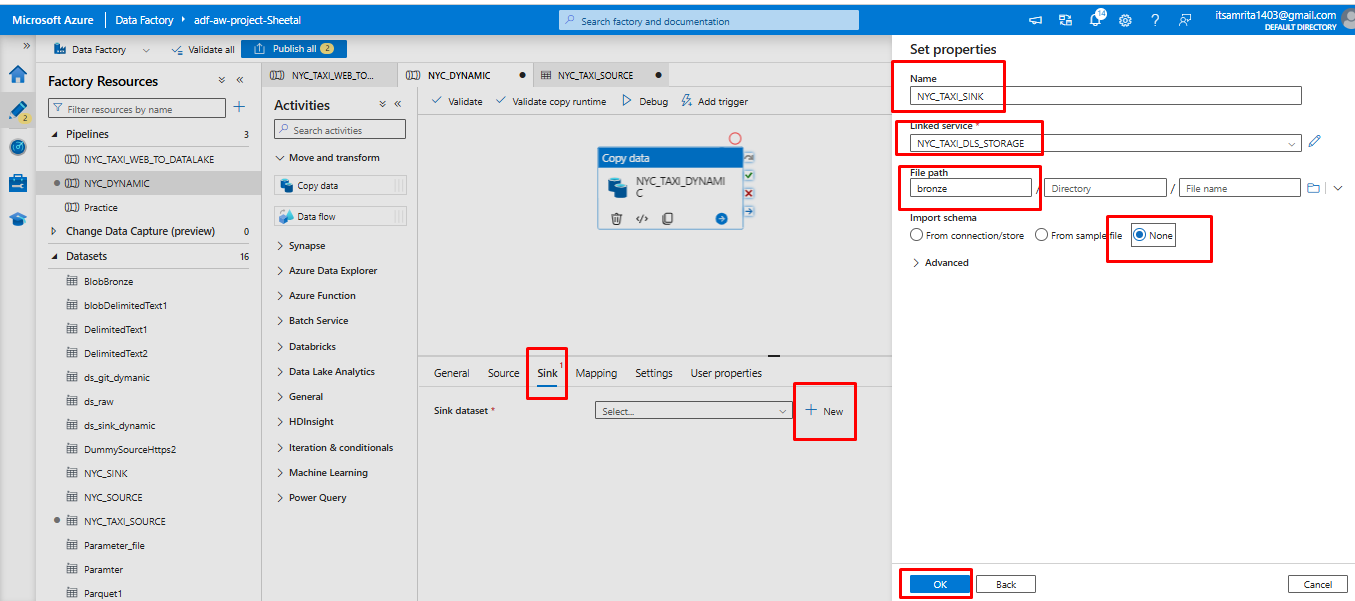 Microsoft Azure
Data Factory
adf-aw-project-Sheetal
Search factory and documentation
14
itsamrita1403@gmail.com
DEFAULT DIRECTORY
Data Factory
Validate all
Publish all 2
2
Factory Resources
Filter resources by name
Pipelines 3
NYC_TAXI_WEB_TO_DATALAKE
NYC_DYNAMIC
Practice
Change Data Capture (preview) 0
Datasets 16
BlobBronze
blobDelimitedText1
DelimitedText1
DelimitedText2
ds_git_dymanic
ds_raw
ds_sink_dynamic
DummySourceHttps2
NYC_SINK
NYC_SOURCE
NYC_TAXI_SOURCE
Parameter_file
Paramter
Parquet1
NYC_TAXI_WEB_TO...
NYC_DYNAMIC
NYC_TAXI_SOURCE
Activities
Search activities
Move and transform
Copy data
Data flow
Synapse
Azure Data Explorer
Azure Function
Batch Service
Databricks
Data Lake Analytics
General
HDInsight
Iteration & conditionals
Machine Learning
Power Query
Validate
Validate copy runtime
Debug
Add trigger
Copy data
NYC_TAXI_DYNAMI
C
General
Source
Sink 1
Mapping
Settings
User properties
Sink dataset *
Select...
New
Set properties
Name
NYC_TAXI_SINK
Linked service *
NYC_TAXI_DLS_STORAGE
File path
bronze / Directory / File name
Import schema
From connection/store
From sample file
None
Advanced
OK
Back
Cancel